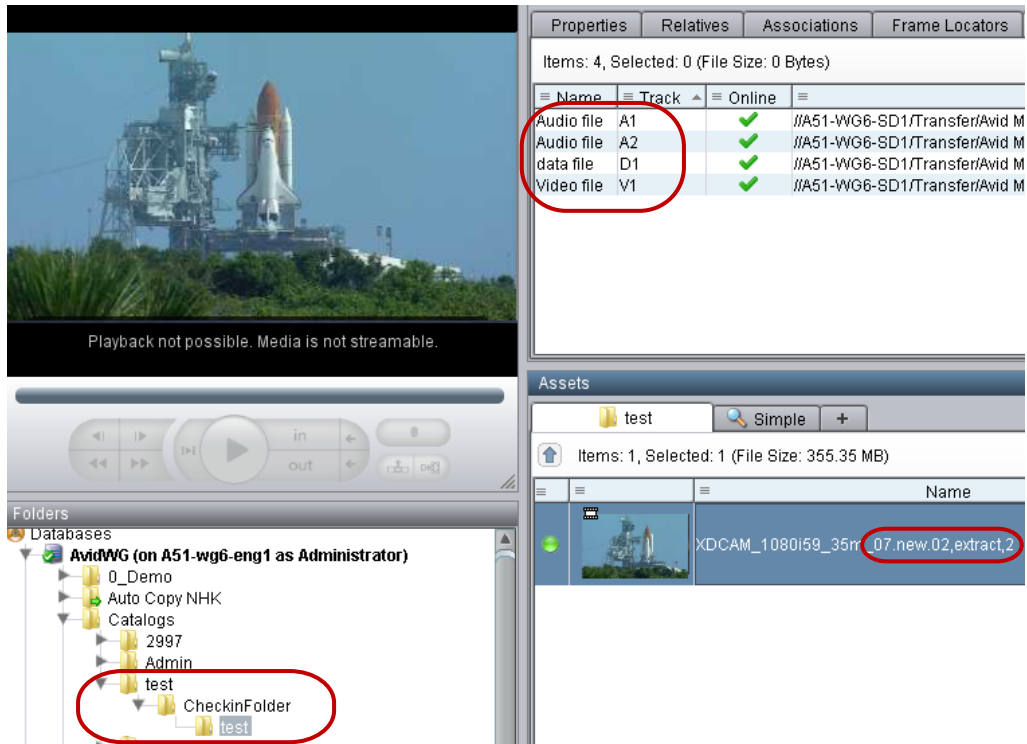 Playback not possible. Media is not streamable.
in
out
Folders
Databases
AvidWG (on A51-wg6-eng1 as Administrator)
0_Demo
Auto Copy NHK
Catalogs
2997
Admin
test
CheckinFolder
test
Properties Relatives Associations Frame Locators
Items: 4, Selected: 0 (File Size: 0 Bytes)
Name Track Online
Audio file A1 //A51-WG6-SD1/Transfer/Avid M
Audio file A2 //A51-WG6-SD1/Transfer/Avid M
data file D1 //A51-WG6-SD1/Transfer/Avid M
Video file V1 //A51-WG6-SD1/Transfer/Avid M
Assets
test Simple +
Items: 1, Selected: 1 (File Size: 355.35 MB)
Name
XDCAM_1080i59_35m_07.new.02,extract,2